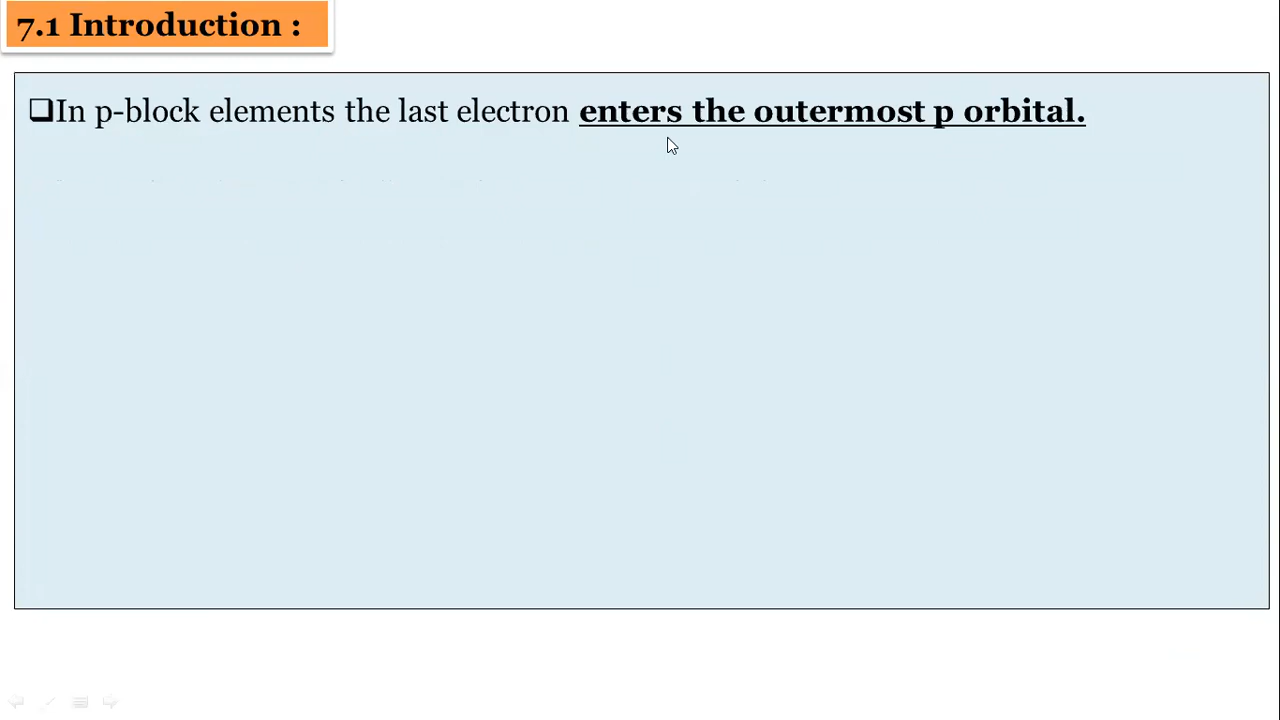 7.1 Introduction :
❑In p-block elements the last electron enters the outermost p orbital.